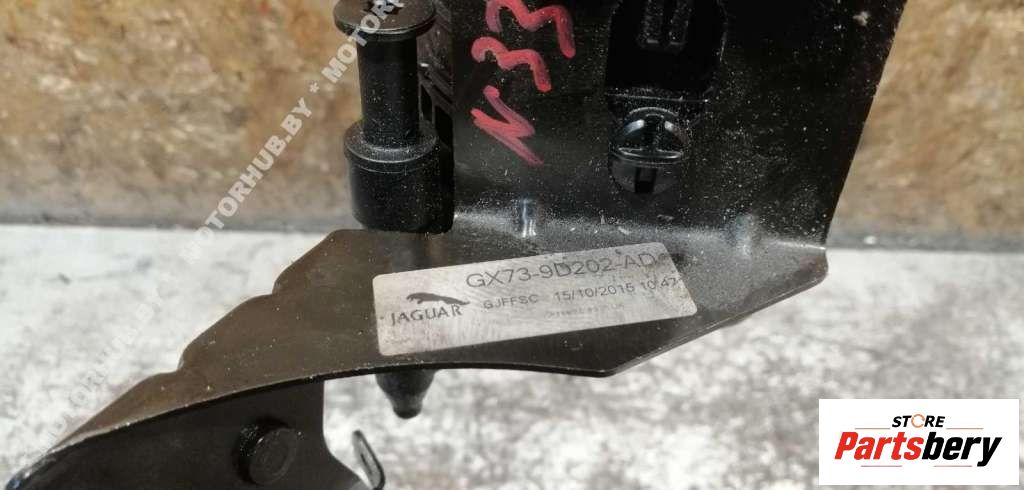 MOTORHUB.BY * MOTORHUB.BY * MOTOR
N33
GX73-9D202-AD
JAGUAR
GJFFSC 15/10/2015 10:47
STORE
Partsbery